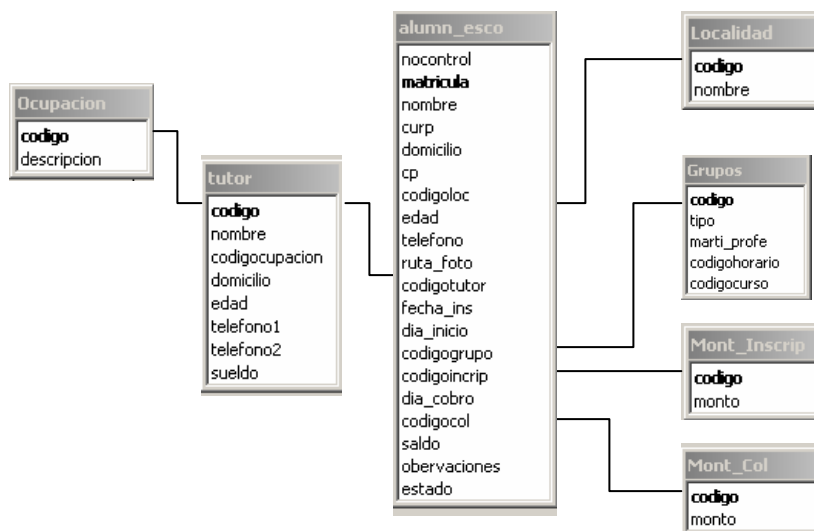 Ocupacion
codigo
descripcion
tutor
codigo
nombre
codigocupacion
domicilio
edad
telefono1
telefono2
sueldo
alumn_esco
nocontrol
matricula
nombre
curp
domicilio
cp
codigoloc
edad
telefono
ruta_foto
codigotutor
fecha_ins
dia_inicio
codigogrupo
codigoincrip
dia_cobro
codigocol
saldo
obervaciones
estado
Localidad
codigo
nombre
Grupos
codigo
tipo
marti_profe
codigohorario
codigocurso
Mont_Inscrip
codigo
monto
Mont_Col
codigo
monto